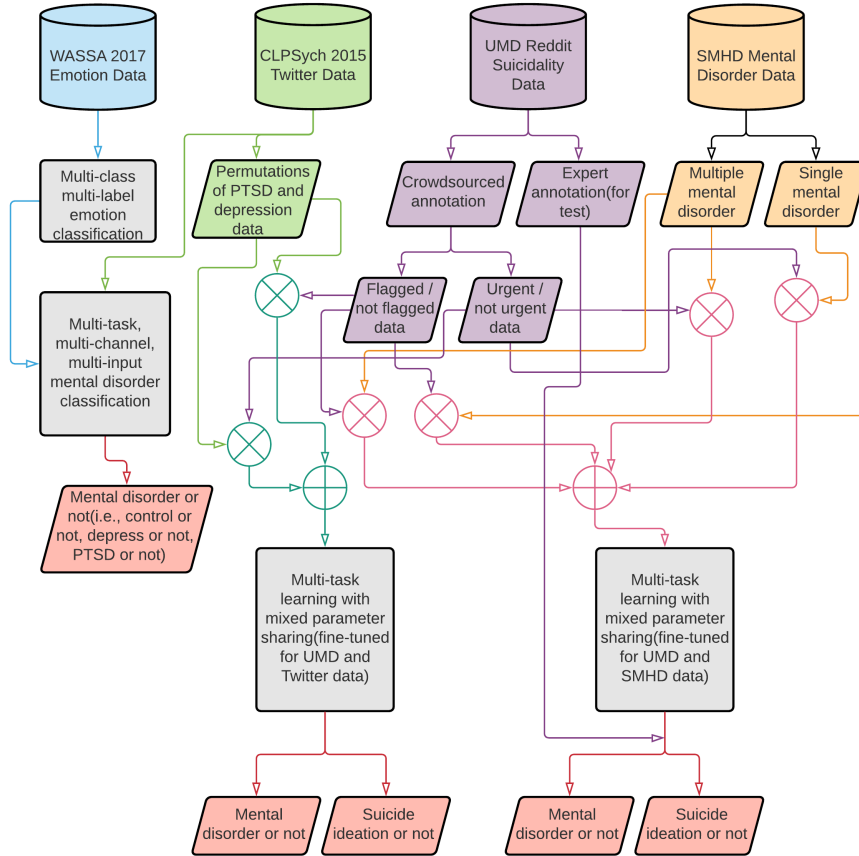 WASSA 2017
Emotion Data
CLPSych 2015
Twitter Data
UMD Reddit
Suicidality
Data
SMHD Mental
Disorder Data
Multi-class
multi-label
emotion
classification
Permutations
of PTSD and
depression
data
Crowdsourced
annotation
Expert
annotation(for
test)
Multiple
mental
disorder
Single
mental
disorder
Flagged /
not flagged
data
Urgent /
not urgent
data
Multi-task,
multi-channel,
multi-input
mental disorder
classification
Mental disorder or
not(i.e., control or
not, depress or not,
PTSD or not)
Multi-task
learning with
mixed parameter
sharing(fine-tuned
for UMD and
Twitter data)
Multi-task
learning with
mixed parameter
sharing(fine-tuned
for UMD and
SMHD data)
Mental
disorder or not
Suicide
ideation or not
Mental
disorder or not
Suicide
ideation or not